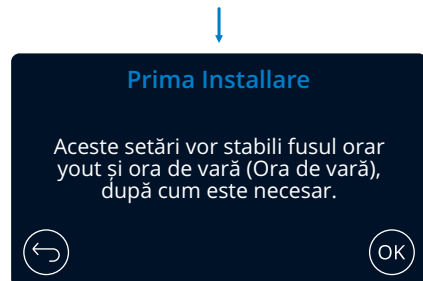 Prima Installare
Aceste setări vor stabili fusul orar
yout și ora de vară (Ora de vară),
după cum este necesar.
OK